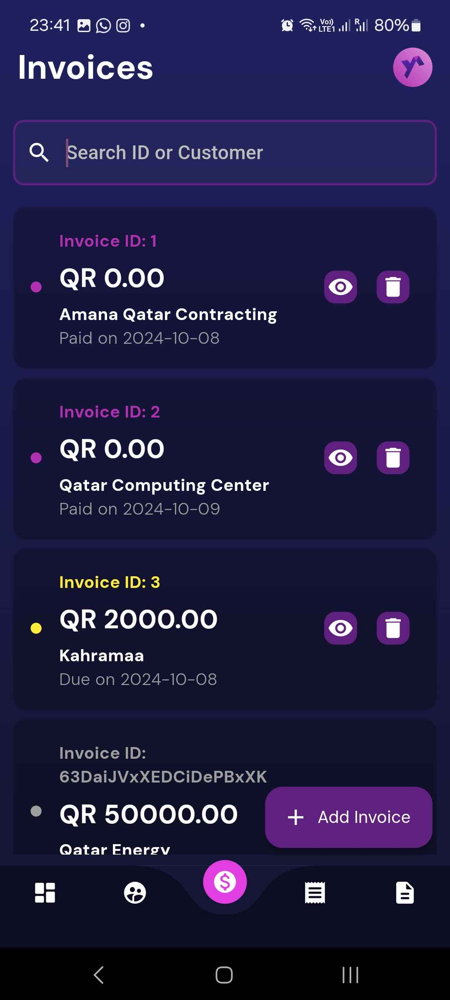 23:41
Vo)) LTE1 R 80%
Invoices
Search ID or Customer
Invoice ID: 1
QR 0.00
Amana Qatar Contracting
Paid on 2024-10-08
Invoice ID: 2
QR 0.00
Qatar Computing Center
Paid on 2024-10-09
Invoice ID: 3
QR 2000.00
Kahramaa
Due on 2024-10-08
Invoice ID:
63DaiJVxXEDCiDePBxXK
QR 50000.00
Add Invoice
Qatar Energy